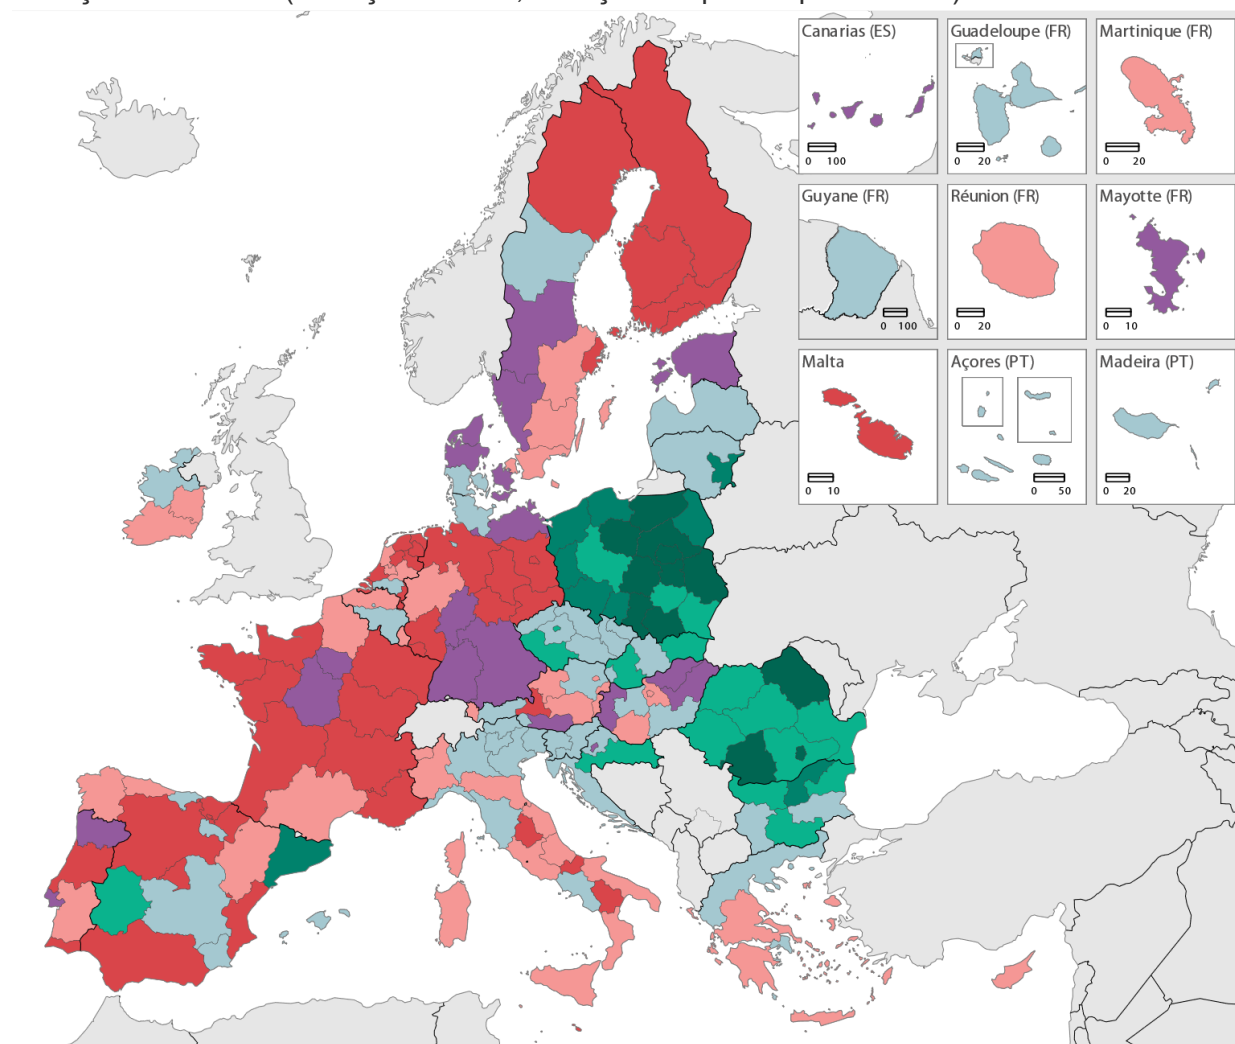 Canarias (ES)
0 100
Guadeloupe (FR)
0 20
Martinique (FR)
0 20
Guyane (FR)
0 100
Réunion (FR)
0 20
Mayotte (FR)
0 10
Malta
0 10
Açores (PT)
0 50
Madeira (PT)
0 20